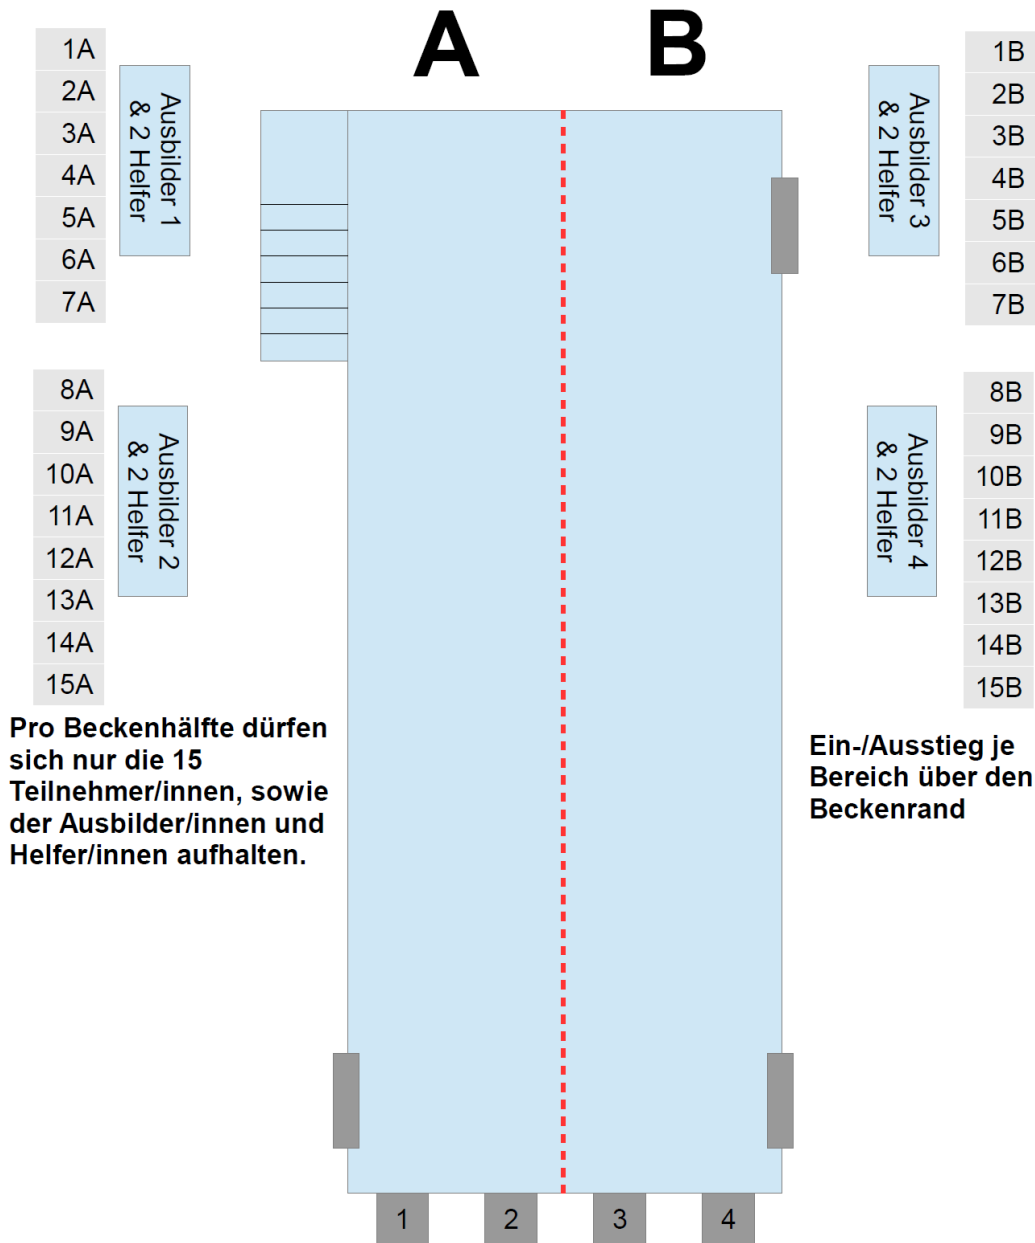 A
B
1A
2A
3A
4A
5A
6A
7A
Ausbilder 1
& 2 Helfer
Ausbilder 3
& 2 Helfer
1B
2B
3B
4B
5B
6B
7B
8A
9A
10A
11A
12A
13A
14A
15A
Ausbilder 2
& 2 Helfer
Ausbilder 4
& 2 Helfer
8B
9B
10B
11B
12B
13B
14B
15B
Pro Beckenhälfte dürfen
sich nur die 15
Teilnehmer/innen, sowie
der Ausbilder/innen und
Helfer/innen aufhalten.
Ein-/Ausstieg je
Bereich über den
Beckenrand
1
2
3
4